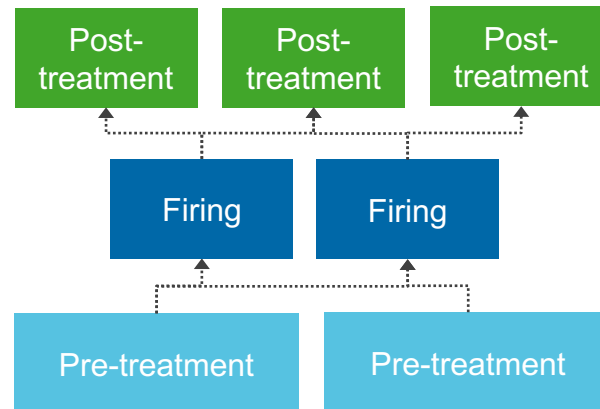 Post-
treatment
Post-
treatment
Post-
treatment
Firing
Firing
Pre-treatment
Pre-treatment